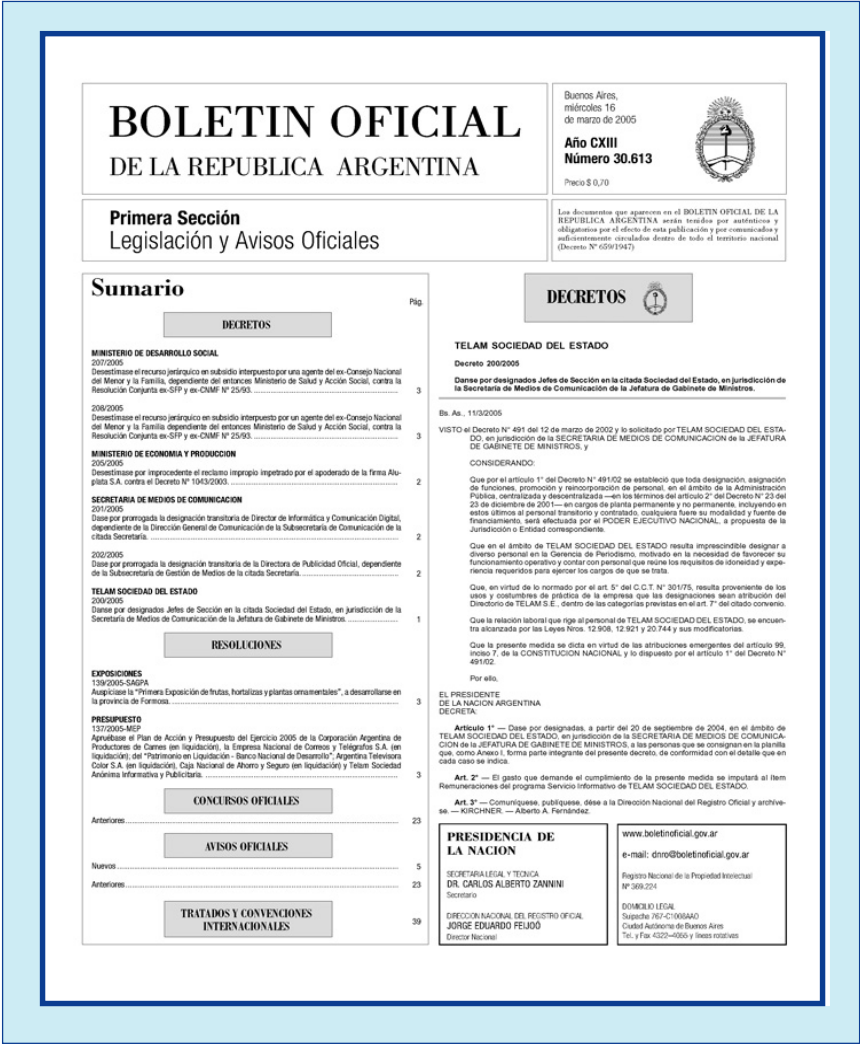 BOLETIN OFICIAL
DE LA REPUBLICA ARGENTINA
Buenos Aires,
miércoles 16
de marzo de 2005
Año CXIII
Número 30.613
Precio $ 0,70
Primera Sección
Legislación y Avisos Oficiales
Los documentos que aparecen en el BOLETIN OFICIAL DE LA
REPUBLICA ARGENTINA serán tenidos por auténticos y
obligatorios por el efecto de esta publicación y por comunicados y
suficientemente circulados dentro de todo el territorio nacional
(Decreto Nº 659/1947)
Sumario
Pág.
DECRETOS
MINISTERIO DE DESARROLLO SOCIAL
207/2005
Desestímase el recurso jerárquico en subsidio interpuesto por una agente del ex-Consejo Nacional
del Menor y la Familia, dependiente del entonces Ministerio de Salud y Acción Social, contra la
Resolución Conjunta ex-SFP y ex-CNMF Nº 25/93. 3
208/2005
Desestímase el recurso jerárquico en subsidio interpuesto por un agente del ex-Consejo Nacional
del Menor y la Familia, dependiente del entonces Ministerio de Salud y Acción Social, contra la
Resolución Conjunta ex-SFP y ex-CNMF Nº 25/93. 3
MINISTERIO DE ECONOMIA Y PRODUCCION
205/2005
Desestímase por improcedente el reclamo impropio impetrado por el apoderado de la firma Alu-
plata S.A. contra el Decreto Nº 1043/2003. 2
SECRETARIA DE MEDIOS DE COMUNICACION
201/2005
Dase por prorrogada la designación transitoria de Director de Informática y Comunicación Digital,
dependiente de la Dirección General de Comunicación de la Subsecretaría de Comunicación de la
citada Secretaría. 2
202/2005
Dase por prorrogada la designación transitoria de la Directora de Publicidad Oficial, dependiente
de la Subsecretaría de Gestión de Medios de la citada Secretaría. 2
TELAM SOCIEDAD DEL ESTADO
200/2005
Danse por designados Jefes de Sección en la citada Sociedad del Estado, en jurisdicción de la
Secretaría de Medios de Comunicación de la Jefatura de Gabinete de Ministros. 1
RESOLUCIONES
EXPOSICIONES
139/2005-SAGPA
Auspíciase la "Primera Exposición de frutas, hortalizas y plantas ornamentales", a desarrollarse en
la provincia de Formosa. 3
PRESUPUESTO
137/2005-MEP
Apruébase el Plan de Acción y Presupuesto del Ejercicio 2005 de la Corporación Argentina de
Productores de Carnes (en liquidación), la Empresa Nacional de Correos y Telégrafos S.A. (en
liquidación); del "Patrimonio en Liquidación - Banco Nacional de Desarrollo"; Argentina Televisora
Color S.A. (en liquidación), Caja Nacional de Ahorro y Seguro (en liquidación) y Telam Sociedad
Anónima Informativa y Publicitaria. 3
CONCURSOS OFICIALES
Anteriores 23
AVISOS OFICIALES
Nuevos 5
Anteriores 23
TRATADOS Y CONVENCIONES
INTERNACIONALES 39
DECRETOS
TELAM SOCIEDAD DEL ESTADO
Decreto 200/2005
Danse por designados Jefes de Sección en la citada Sociedad del Estado, en jurisdicción de
la Secretaría de Medios de Comunicación de la Jefatura de Gabinete de Ministros.
Bs. As., 11/3/2005
VISTO el Decreto N° 491 del 12 de marzo de 2002 y lo solicitado por TELAM SOCIEDAD DEL ESTA-
DO, en jurisdicción de la SECRETARIA DE MEDIOS DE COMUNICACION de la JEFATURA
DE GABINETE DE MINISTROS, y
CONSIDERANDO:
Que por el artículo 1° del Decreto N° 491/02 se estableció que toda designación, asignación
de funciones, promoción y reincorporación de personal, en el ámbito de la Administración
Pública, centralizada y descentralizada —en los términos del artículo 2° del Decreto N° 23 del
23 de diciembre de 2001— en cargos de planta permanente y no permanente, incluyendo en
estos últimos al personal transitorio y contratado, cualquiera fuere su modalidad y fuente de
financiamiento, será efectuada por el PODER EJECUTIVO NACIONAL, a propuesta de la
Jurisdicción o Entidad correspondiente.
Que en el ámbito de TELAM SOCIEDAD DEL ESTADO resulta imprescindible designar a
diverso personal en la Gerencia de Periodismo, motivado en la necesidad de favorecer su
funcionamiento operativo y contar con personal que reúne los requisitos de idoneidad y expe-
riencia requeridos para ejercer los cargos de que se trata.
Que, en virtud de lo normado por el art. 5° del C.C.T. N° 301/75, resulta proveniente de los
usos y costumbres de práctica de la empresa que las designaciones sean atribución del
Directorio de TELAM S.E., dentro de las categorías previstas en el art. 7° del citado convenio.
Que la relación laboral que rige al personal de TELAM SOCIEDAD DEL ESTADO, se encuen-
tra alcanzada por las Leyes Nros. 12.908, 12.921 y 20.744 y sus modificatorias.
Que la presente medida se dicta en virtud de las atribuciones emergentes del artículo 99,
inciso 7, de la CONSTITUCION NACIONAL y lo dispuesto por el artículo 1° del Decreto N°
491/02.
Por ello,
EL PRESIDENTE
DE LA NACION ARGENTINA
DECRETA:
Artículo 1° — Dase por designadas, a partir del 20 de septiembre de 2004, en el ámbito de
TELAM SOCIEDAD DEL ESTADO, en jurisdicción de la SECRETARIA DE MEDIOS DE COMUNICA-
CION de la JEFATURA DE GABINETE DE MINISTROS, a las personas que se consignan en la planilla
que, como Anexo I, forma parte integrante del presente decreto, de conformidad con el detalle que en
cada caso se indica.
Art. 2° — El gasto que demande el cumplimiento de la presente medida se imputará al Item
Remuneraciones del programa Servicio Informativo de TELAM SOCIEDAD DEL ESTADO.
Art. 3° — Comuníquese, publíquese, dése a la Dirección Nacional del Registro Oficial y archíve-
se. — KIRCHNER. — Alberto A. Fernández.
PRESIDENCIA DE
LA NACION
SECRETARIA LEGAL Y TECNICA
DR. CARLOS ALBERTO ZANNINI
Secretario
DIRECCION NACIONAL DEL REGISTRO OFICIAL
JORGE EDUARDO FEIJOÓ
Director Nacional
www.boletinoficial.gov.ar
e-mail: dnro@boletinoficial.gov.ar
Registro Nacional de la Propiedad Intelectual
Nº 369.224
DOMICILIO LEGAL
Suipacha 767-C1008AAO
Ciudad Autónoma de Buenos Aires
Tel. y Fax 4322-4055 y líneas rotativas